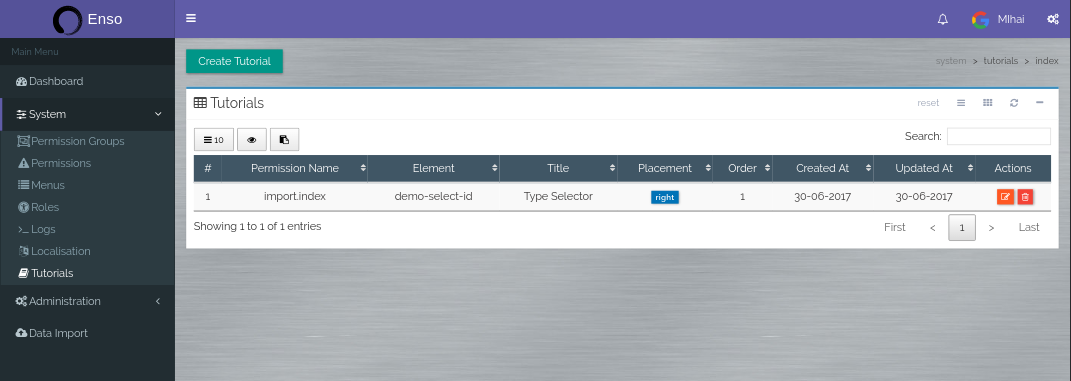 Enso
MIhai
Main Menu
Dashboard
System
Permission Groups
Permissions
Menus
Roles
Logs
Localisation
Tutorials
Administration
Data Import
Create Tutorial
system > tutorials > index
Tutorials
reset
10
Search:
# Permission Name Element Title Placement Order Created At Updated At Actions
1 import.index demo-select-id Type Selector right 1 30-06-2017 30-06-2017
Showing 1 to 1 of 1 entries
First < 1 > Last